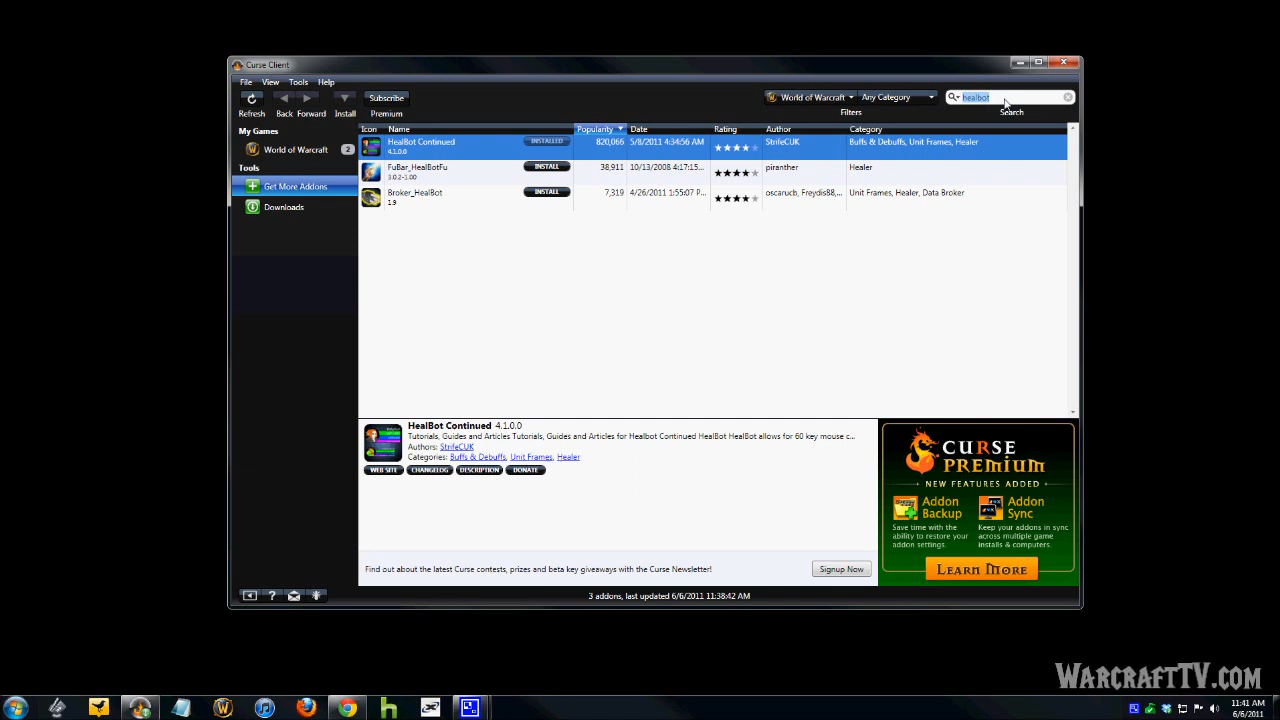 Curse Client
File View Tools Help
Subscribe
World of Warcraft Any Category healbot
Refresh Back Forward Install Premium Filters Search
My Games
World of Warcraft 2
Tools
Get More Addons
Downloads
Icon Name Popularity Date Rating Author Category
HealBot Continued INSTALLED 820,066 5/8/2011 4:34:56 AM StrifeCUK Buffs & Debuffs, Unit Frames, Healer
4.1.0.0
FuBar_HealBotFu INSTALL 38,911 10/13/2008 4:17:15... piranther Healer
3.0.2-1.00
Broker_HealBot INSTALL 7,319 4/26/2011 1:55:07 P... oscarucb, Freydis88,... Unit Frames, Healer, Data Broker
1.9
HealBot Continued 4.1.0.0
Tutorials, Guides and Articles Tutorials, Guides and Articles for Healbot Continued HealBot HealBot allows for 60 key mouse c...
Authors: StrifeCUK
Categories: Buffs & Debuffs, Unit Frames, Healer
WEB SITE CHANGELOG DESCRIPTION DONATE
CURSE
PREMIUM
NEW FEATURES ADDED
Addon Backup
Save time with the ability to restore your addon settings.
Addon Sync
Keep your addons in sync across multiple game installs & computers.
LEARN MORE
Find out about the latest Curse contests, prizes and beta key giveaways with the Curse Newsletter! Signup Now
3 addons, last updated 6/6/2011 11:38:42 AM
WARCRAFTTV.COM
11:41 AM
6/6/2011